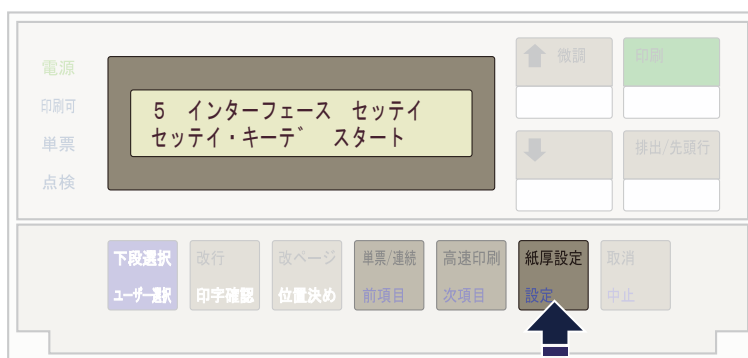 電源
印刷可
単票
点検
5 インターフェース セッテイ
セッテイ・キーデ゛ スタート
微調
印刷
排出/先頭行
下段選択
改行
改ページ
単票/連続
高速印刷
紙厚設定
取消
ユーザー選択
印字確認
位置決め
前項目
次項目
設定
中止